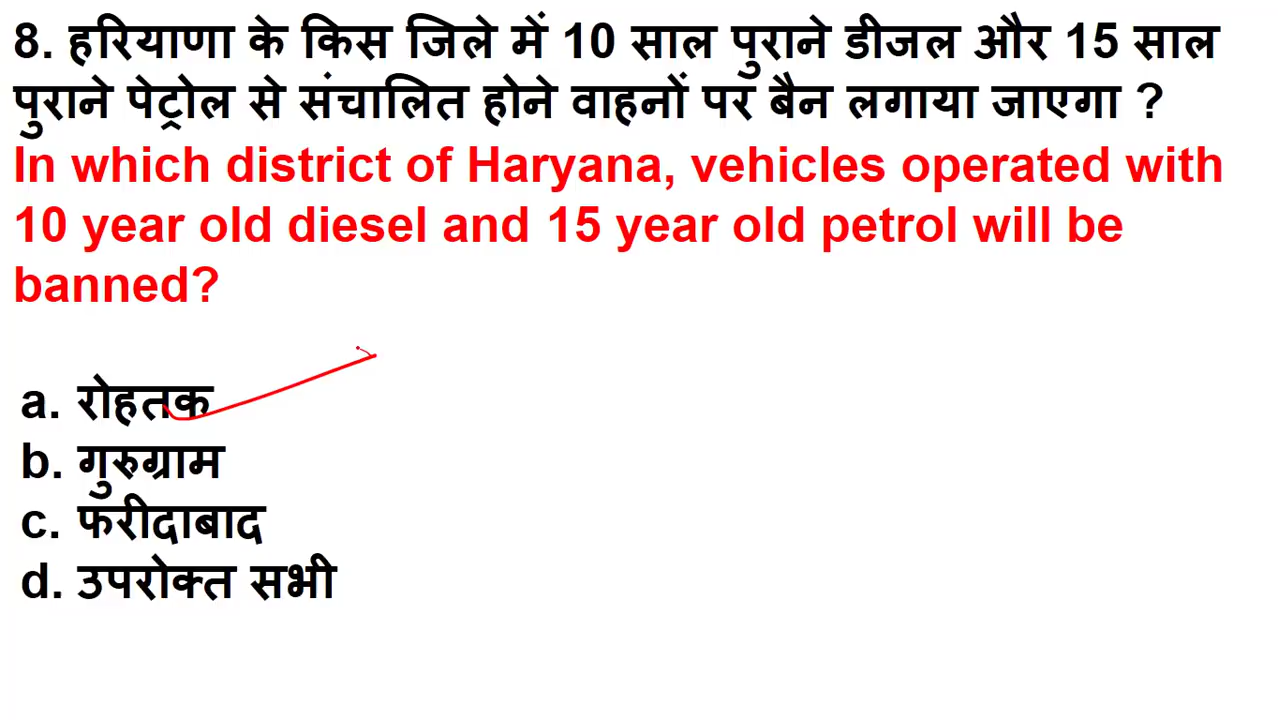 8. हरियाणा के किस जिले में 10 साल पुराने डीजल और 15 साल
पुराने पेट्रोल से संचालित होने वाहनों पर बैन लगाया जाएगा ?
In which district of Haryana, vehicles operated with
10 year old diesel and 15 year old petrol will be
banned?
a. रोहतक
b. गुरुग्राम
c. फरीदाबाद
d. उपरोक्त सभी